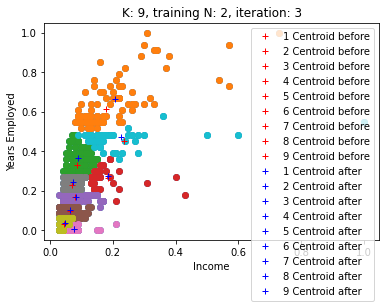 K: 9, training N: 2, iteration: 3
1.0
0.8
0.6
0.4
0.2
0.0
Years Employed
0.0 0.2 0.4 0.6 0.8 1.0
Income
1 Centroid before
2 Centroid before
3 Centroid before
4 Centroid before
5 Centroid before
6 Centroid before
7 Centroid before
8 Centroid before
9 Centroid before
1 Centroid after
2 Centroid after
3 Centroid after
4 Centroid after
5 Centroid after
6 Centroid after
7 Centroid after
8 Centroid after
9 Centroid after